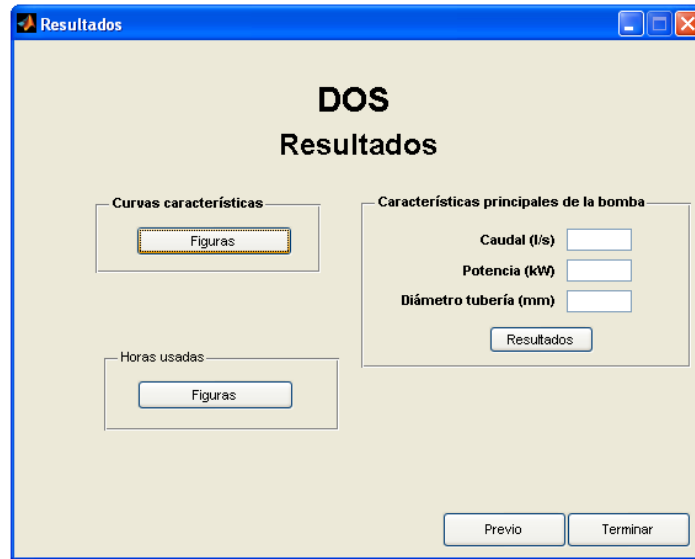 Resultados
DOS
Resultados
Curvas características
Figuras
Características principales de la bomba
Caudal (l/s)
Potencia (kW)
Diámetro tubería (mm)
Resultados
Horas usadas
Figuras
Previo
Terminar